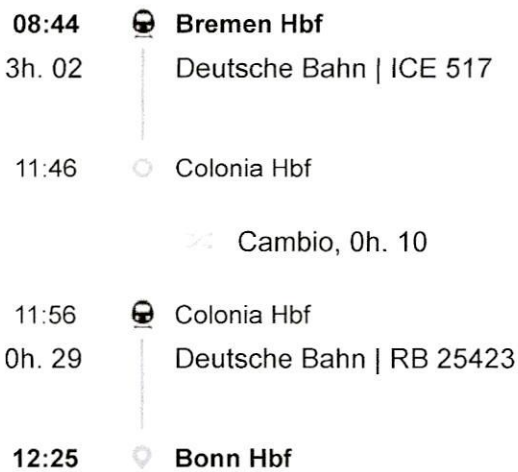 08:44 Bremen Hbf
3h. 02 Deutsche Bahn | ICE 517
11:46 Colonia Hbf
Cambio, 0h. 10
11:56 Colonia Hbf
0h. 29 Deutsche Bahn | RB 25423
12:25 Bonn Hbf